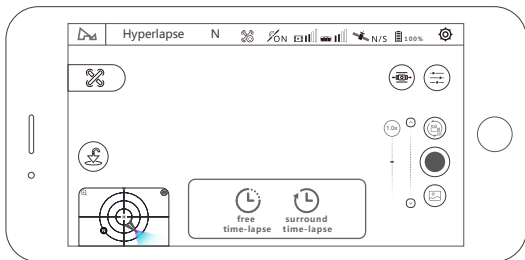 Hyperlapse N ON N/S 100%
1.0x
free surround
time-lapse time-lapse